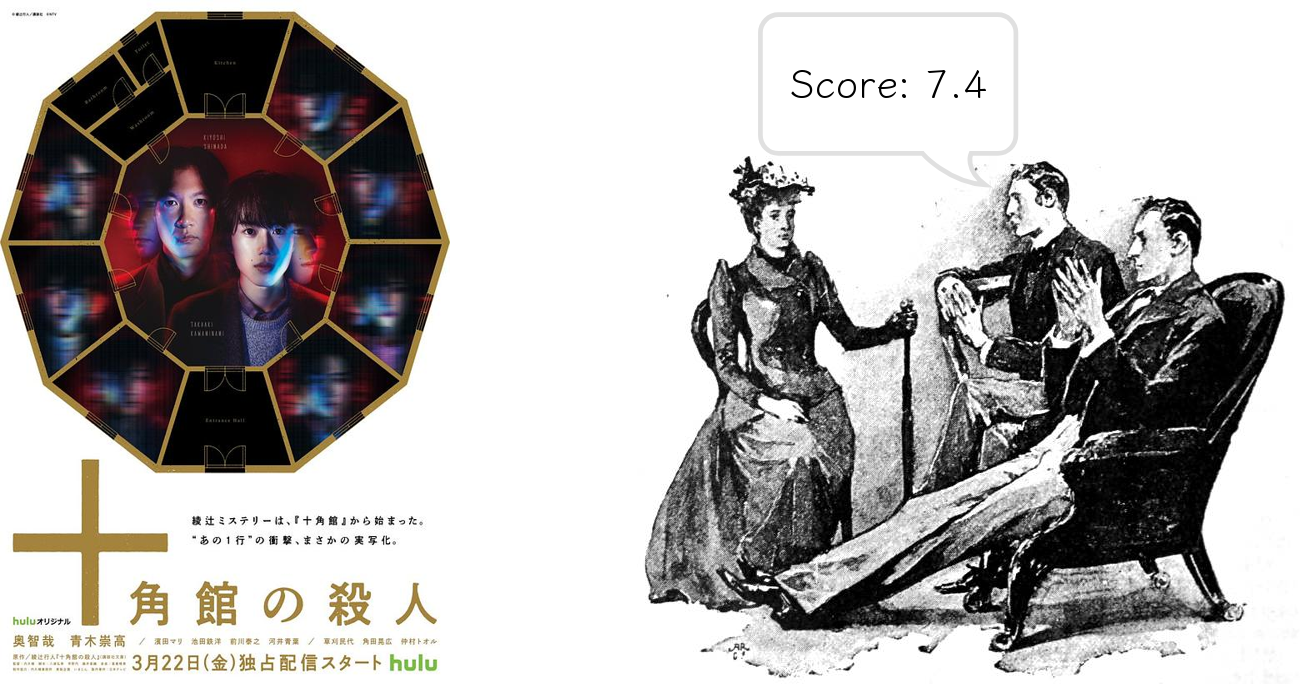 ©綾辻行人／講談社 ©NTV
Toilet
Bathroom
Washroom
Kitchen
KIYOSHI
SHIMADA
TAKAAKI
KAWAMINAMI
Entrance Hall
綾辻ミステリーは、『十角館』から始まった。
“あの1行”の衝撃、まさかの実写化。
十角館の殺人
huluオリジナル
奥智哉 青木崇高 ／ 濱田マリ 池田鉄洋 前川泰之 河井青葉 ／ 草刈民代 角田晃広 仲村トオル
原作／綾辻行人『十角館の殺人』(講談社文庫)
3月22日(金)独占配信スタート hulu
Score: 7.4